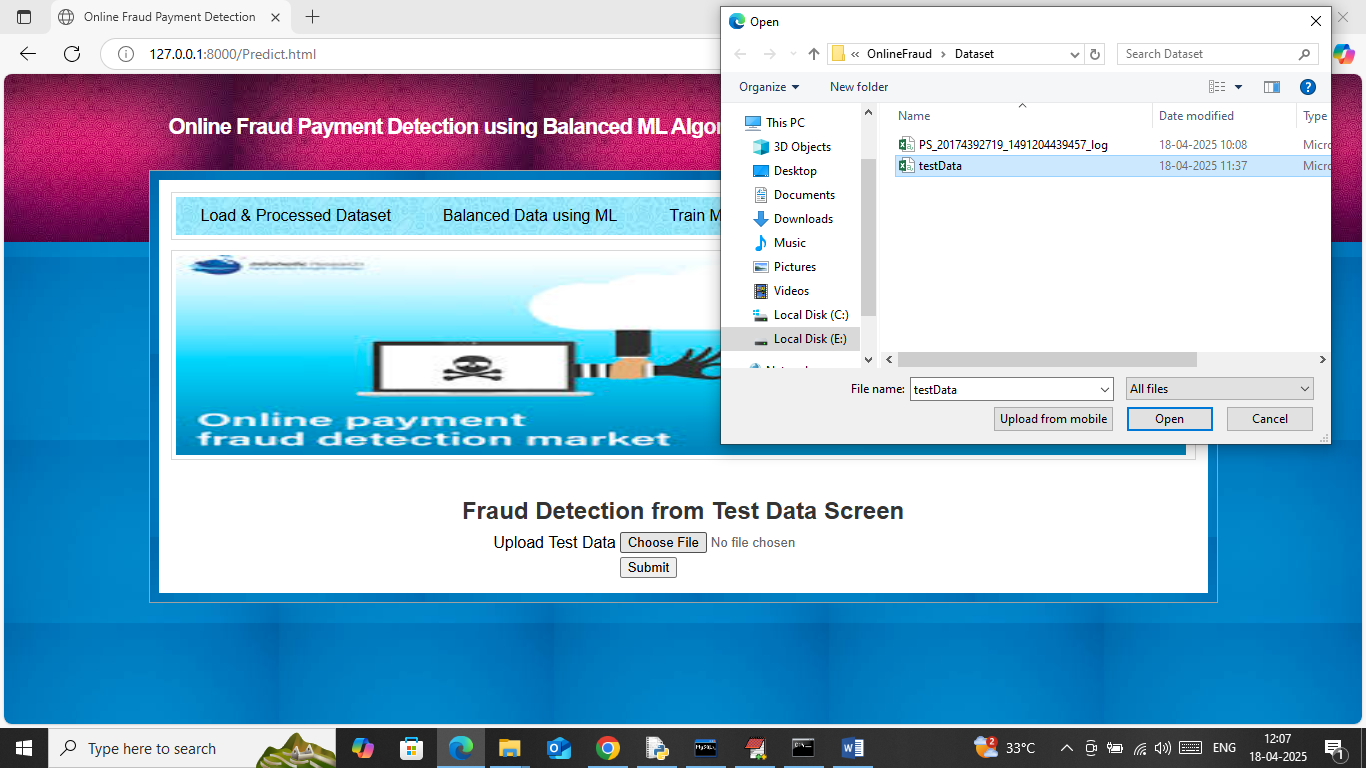 Online Fraud Payment Detection
127.0.0.1:8000/Predict.html
Online Fraud Payment Detection using Balanced ML Algor
Load & Processed Dataset Balanced Data using ML Train M
Online payment
fraud detection market
Fraud Detection from Test Data Screen
Upload Test Data Choose File No file chosen
Submit
Open
« OnlineFraud › Dataset
Search Dataset
Organize New folder
This PC
3D Objects
Desktop
Documents
Downloads
Music
Pictures
Videos
Local Disk (C:)
Local Disk (E:)
Name Date modified Type
PS_20174392719_1491204439457_log 18-04-2025 10:08 Micro
testData 18-04-2025 11:37 Micro
File name: testData All files
Upload from mobile Open Cancel
Type here to search
33°C
ENG
12:07
18-04-2025
1